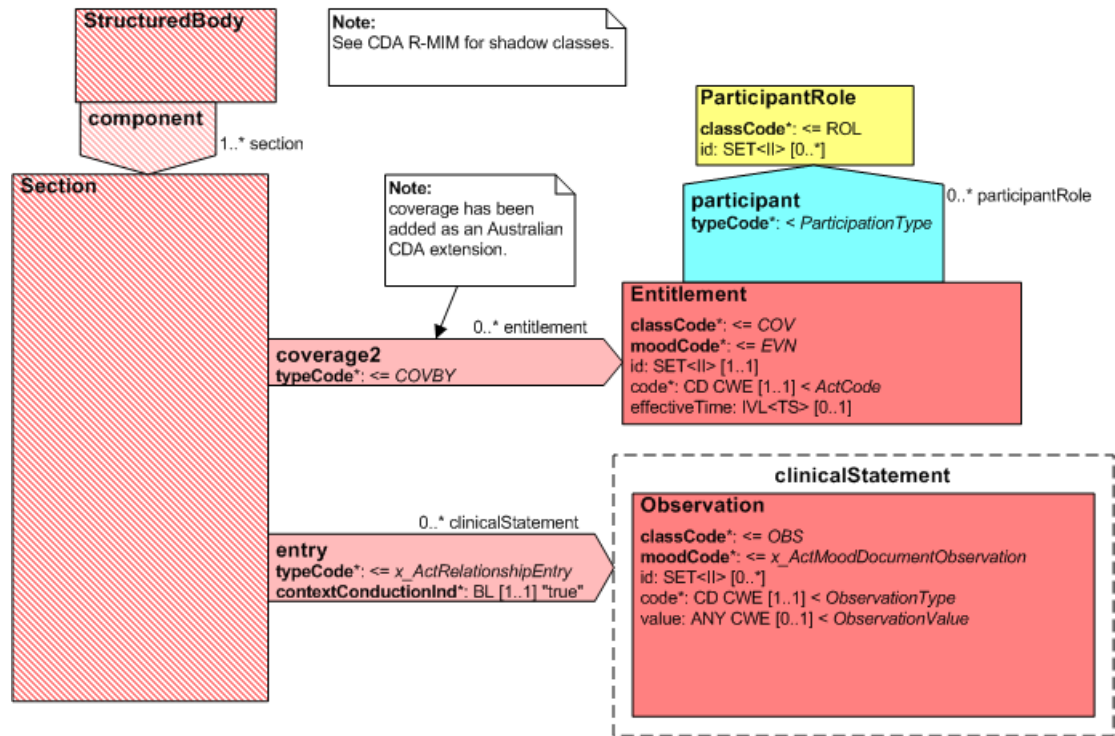 StructuredBody
Note:
See CDA R-MIM for shadow classes.
component
1..* section
ParticipantRole
classCode*: <= ROL
id: SET<II> [0..*]
Section
Note:
coverage has been
added as an Australian
CDA extension.
participant
typeCode*: < ParticipationType
0..* participantRole
0..* entitlement
coverage2
typeCode*: <= COVBY
Entitlement
classCode*: <= COV
moodCode*: <= EVN
id: SET<II> [1..1]
code*: CD CWE [1..1] < ActCode
effectiveTime: IVL<TS> [0..1]
0..* clinicalStatement
entry
typeCode*: <= x_ActRelationshipEntry
contextConductionInd*: BL [1..1] "true"
clinicalStatement
Observation
classCode*: <= OBS
moodCode*: <= x_ActMoodDocumentObservation
id: SET<II> [0..*]
code*: CD CWE [1..1] < ObservationType
value: ANY CWE [0..1] < ObservationValue